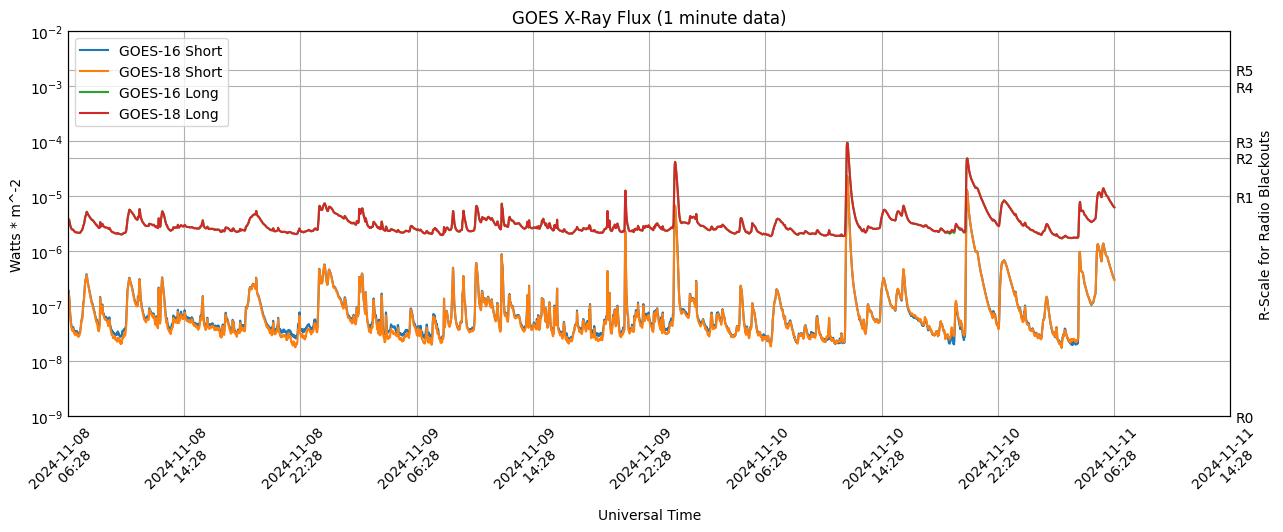 GOES X-Ray Flux (1 minute data)
GOES-16 Short
GOES-18 Short
GOES-16 Long
GOES-18 Long
10^-2
10^-3
10^-4
10^-5
10^-6
10^-7
10^-8
10^-9
Watts * m^-2
R5
R4
R3
R2
R1
R0
R-Scale for Radio Blackouts
2024-11-08
06:28
2024-11-08
14:28
2024-11-08
22:28
2024-11-09
06:28
2024-11-09
14:28
2024-11-09
22:28
2024-11-10
06:28
2024-11-10
14:28
2024-11-10
22:28
2024-11-11
06:28
2024-11-11
14:28
Universal Time